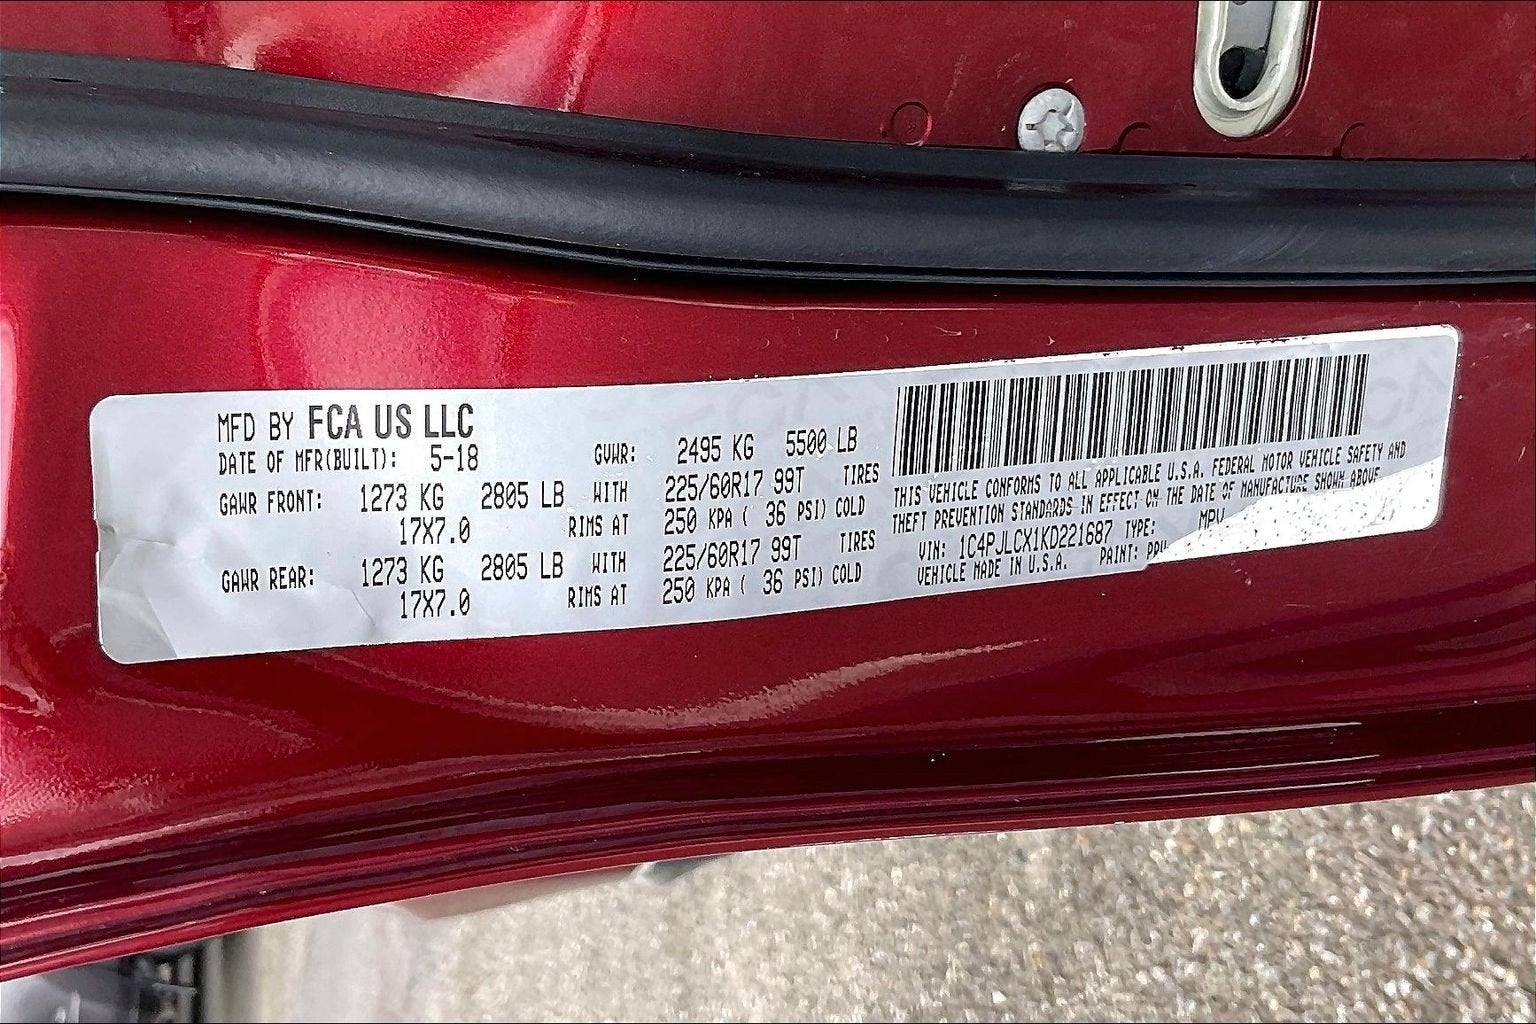 MFD BY FCA US LLC
DATE OF MFR(BUILT): 5-18 GVWR: 2495 KG 5500 LB
GAWR FRONT: 1273 KG 2805 LB WITH 225/60R17 99T TIRES
17X7.0 RIMS AT 250 KPA ( 36 PSI) COLD
GAWR REAR: 1273 KG 2805 LB WITH 225/60R17 99T TIRES
17X7.0 RIMS AT 250 KPA ( 36 PSI) COLD
THIS VEHICLE CONFORMS TO ALL APPLICABLE U.S.A. FEDERAL MOTOR VEHICLE SAFETY AND
THEFT PREVENTION STANDARDS IN EFFECT ON THE DATE OF MANUFACTURE SHOWN ABOVE
VIN: 1C4PJLCX1KD221687 TYPE: MPV
VEHICLE MADE IN U.S.A. PAINT: